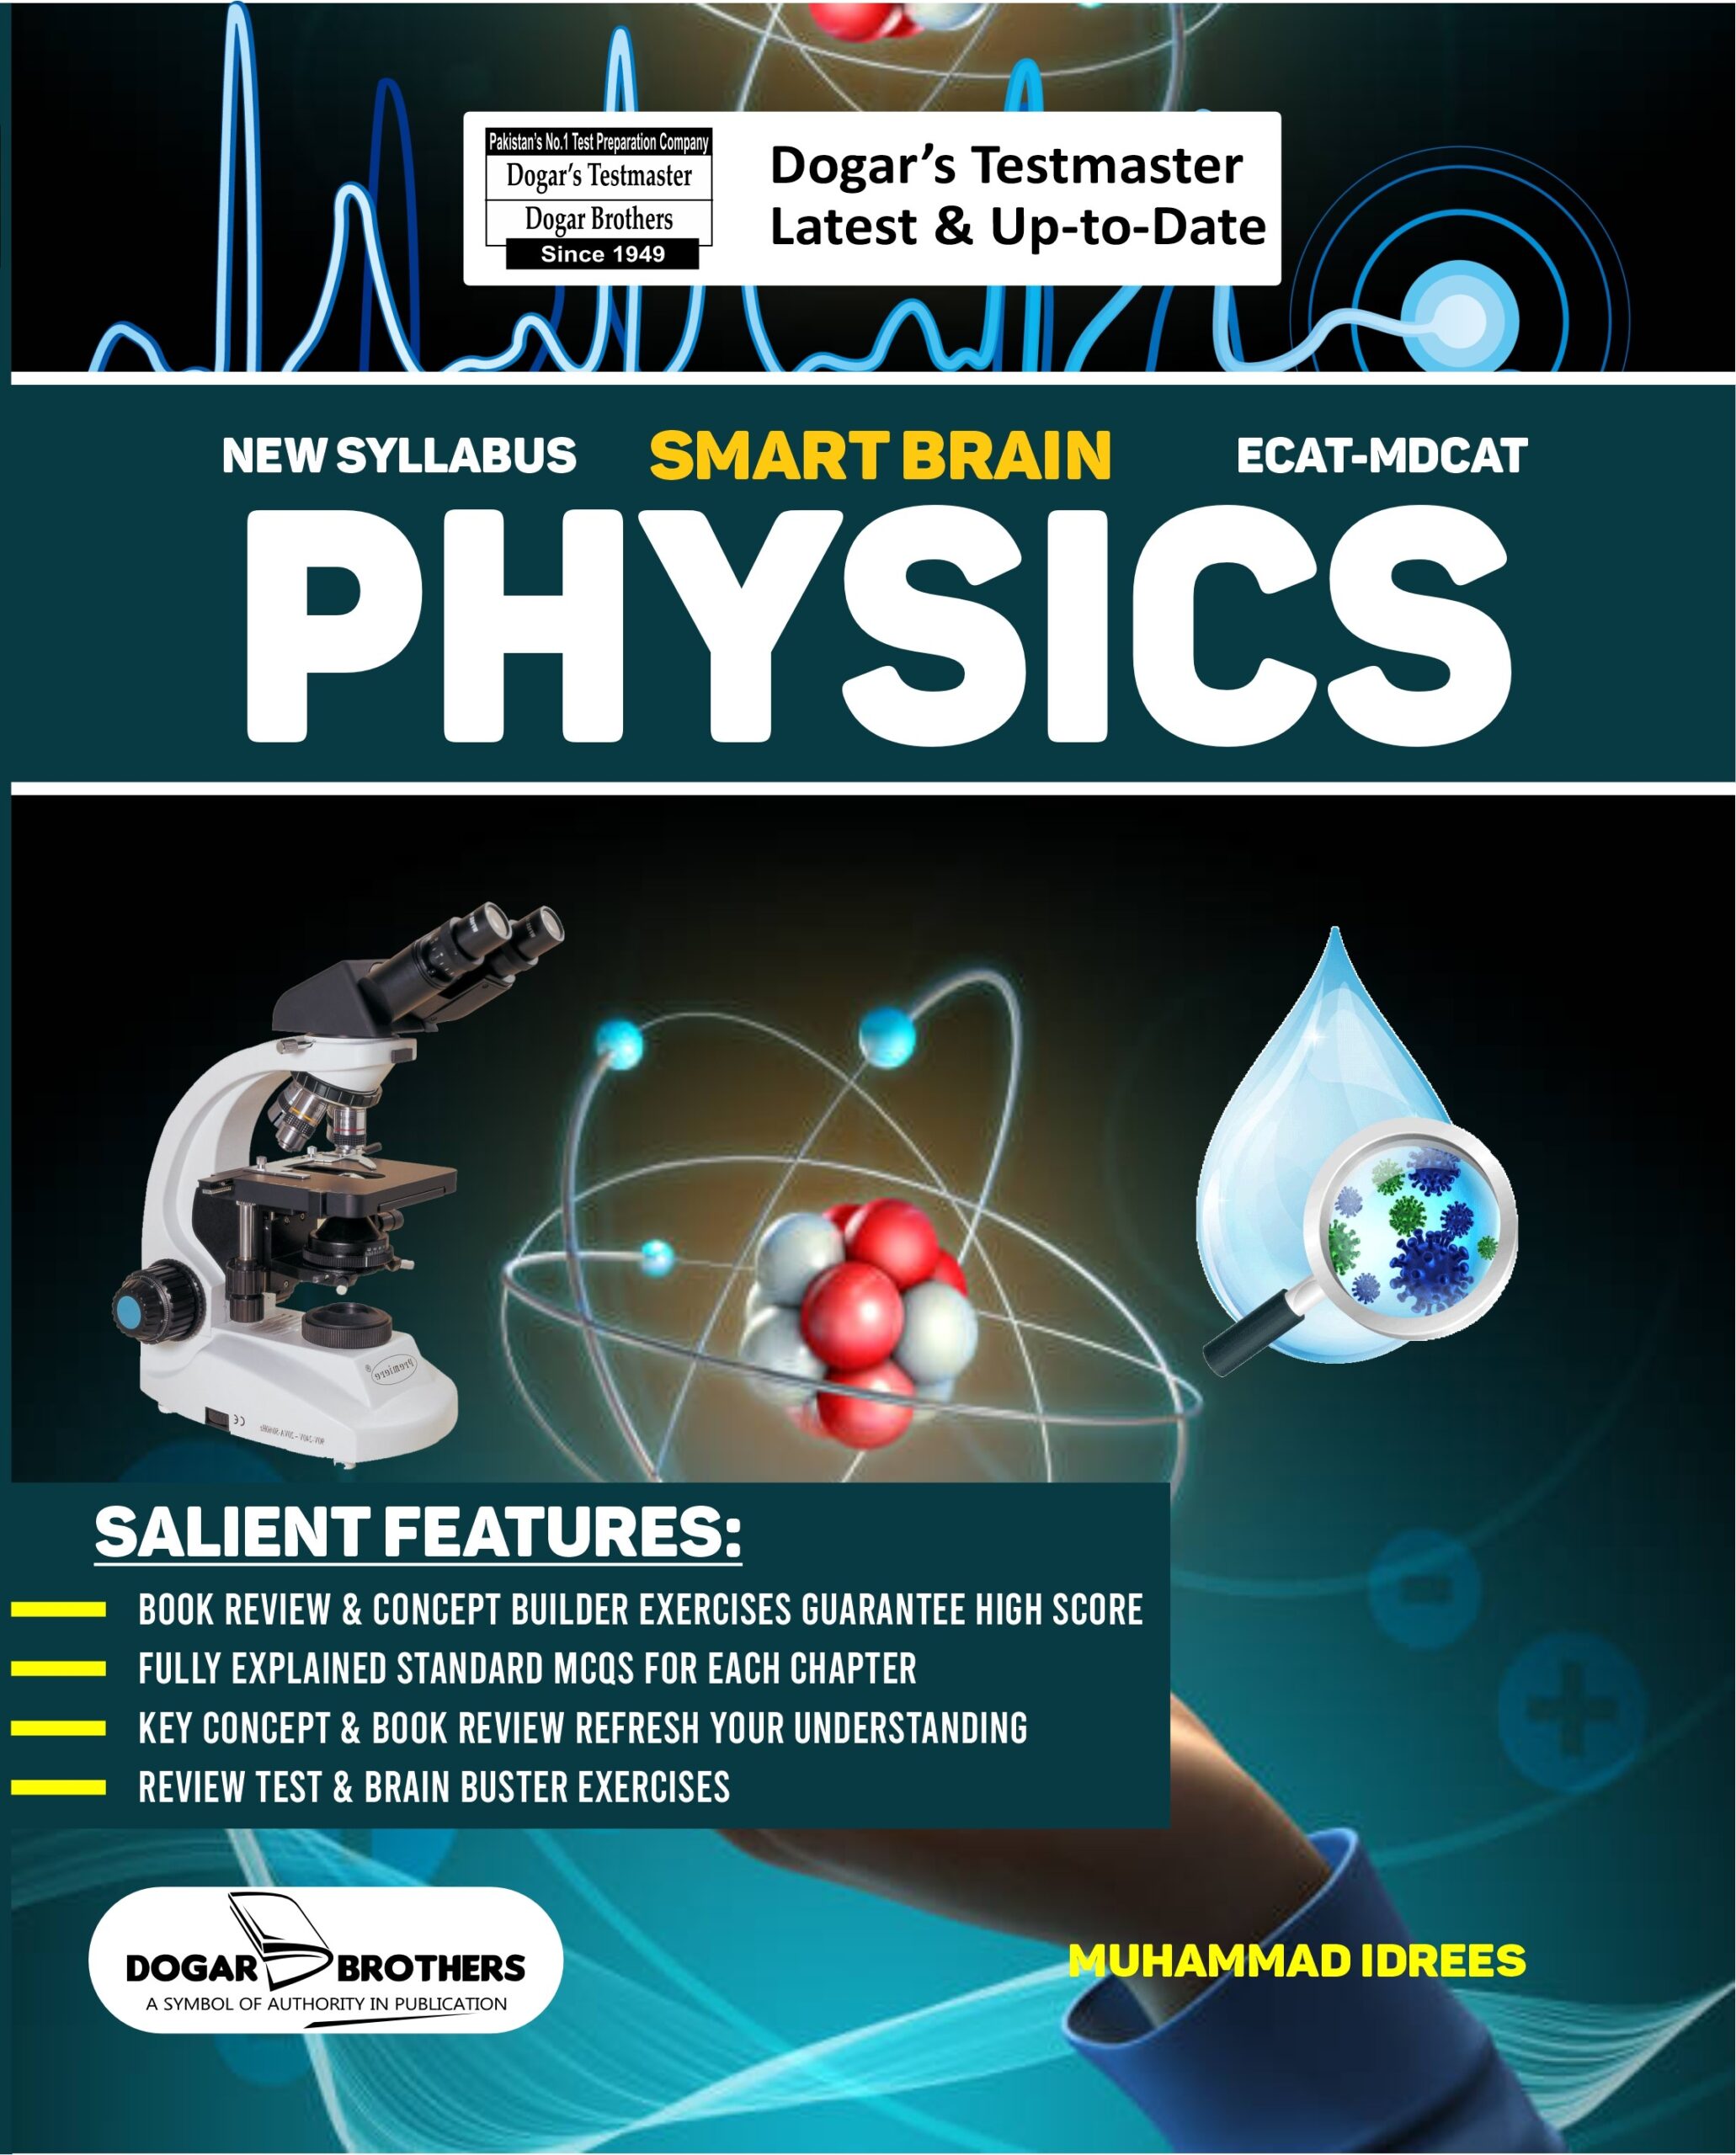 Pakistan's No.1 Test Preparation Company
Dogar's Testmaster
Dogar Brothers
Since 1949
Dogar's Testmaster
Latest & Up-to-Date
NEW SYLLABUS
SMART BRAIN
ECAT-MDCAT
PHYSICS
Premiere
SALIENT FEATURES:
BOOK REVIEW & CONCEPT BUILDER EXERCISES GUARANTEE HIGH SCORE
FULLY EXPLAINED STANDARD MCQS FOR EACH CHAPTER
KEY CONCEPT & BOOK REVIEW REFRESH YOUR UNDERSTANDING
REVIEW TEST & BRAIN BUSTER EXERCISES
DOGAR BROTHERS
A SYMBOL OF AUTHORITY IN PUBLICATION
MUHAMMAD IDREES